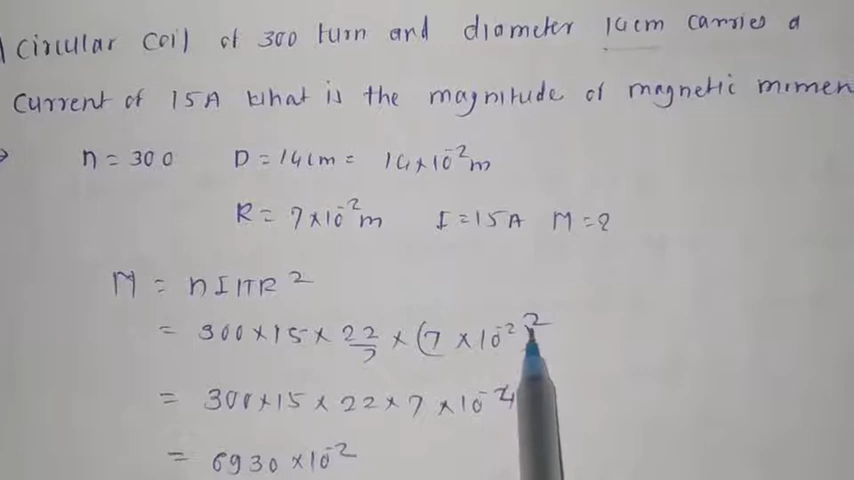 circular coil of 300 turn and diameter 14cm carries a
current of 15A What is the magnitude of magnetic momen
n = 300 D = 14cm = 14×10⁻²m
R = 7×10⁻²m I = 15A M = ?
M = nIπR²
= 300×15×22/7×(7×10⁻²)²
= 300×15×22×7×10⁻⁴
= 6930×10⁻²